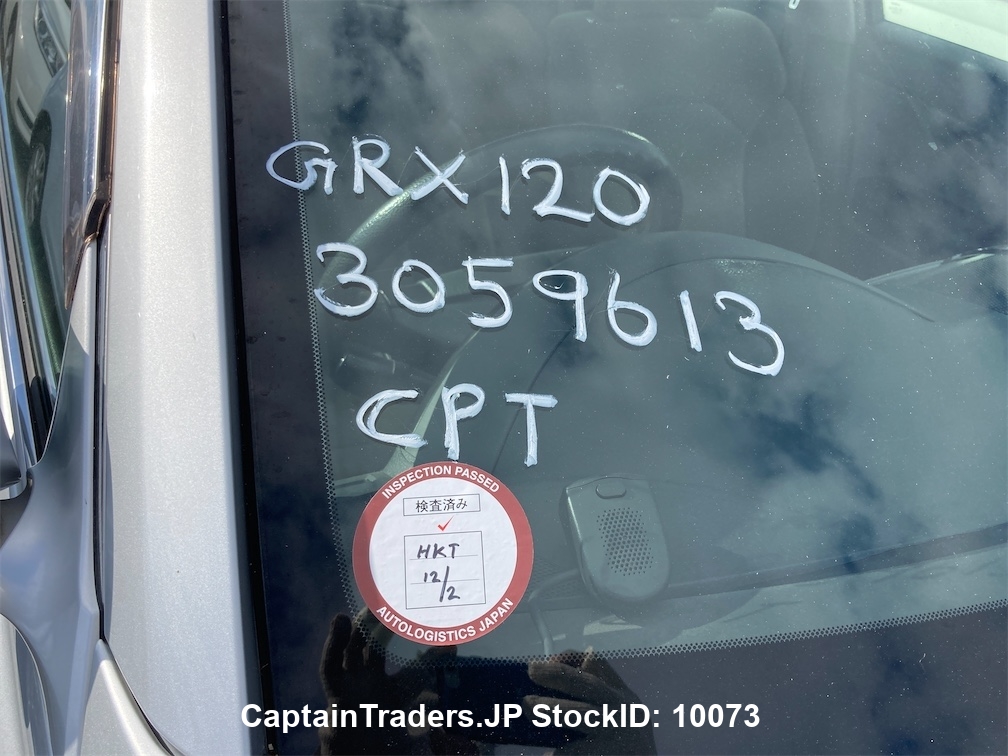 GRX120
3059613
CPT
INSPECTION PASSED
検査済み
HKT
12/2
AUTOLOGISTICS JAPAN
CaptainTraders.JP StockID: 10073